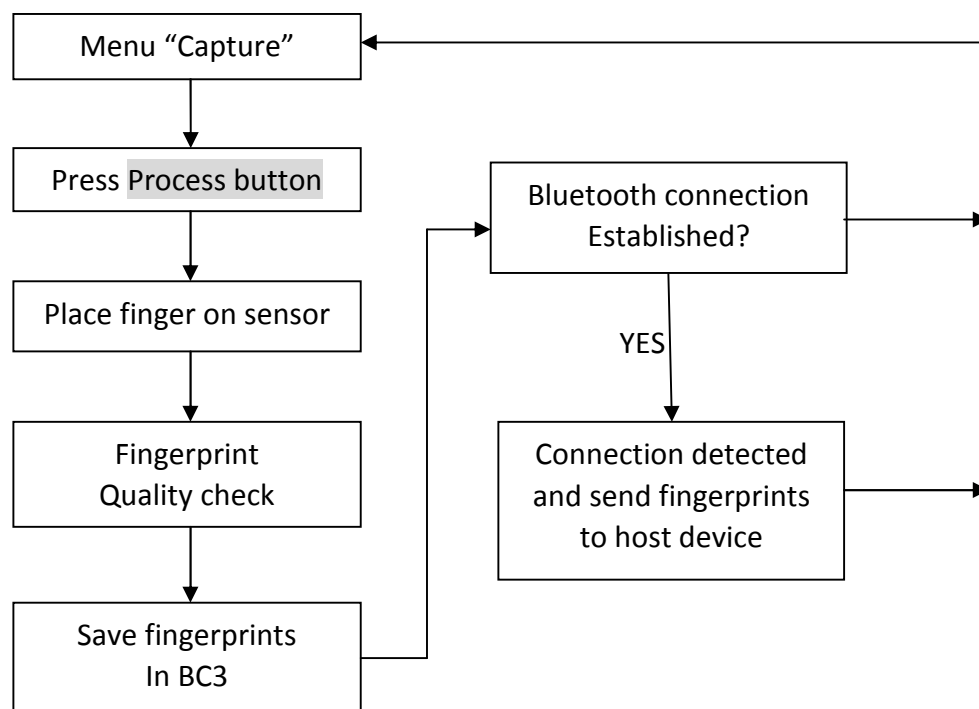 Menu “Capture”
Press Process button
Place finger on sensor
Fingerprint
Quality check
Save fingerprints
In BC3
Bluetooth connection
Established?
YES
Connection detected
and send fingerprints
to host device